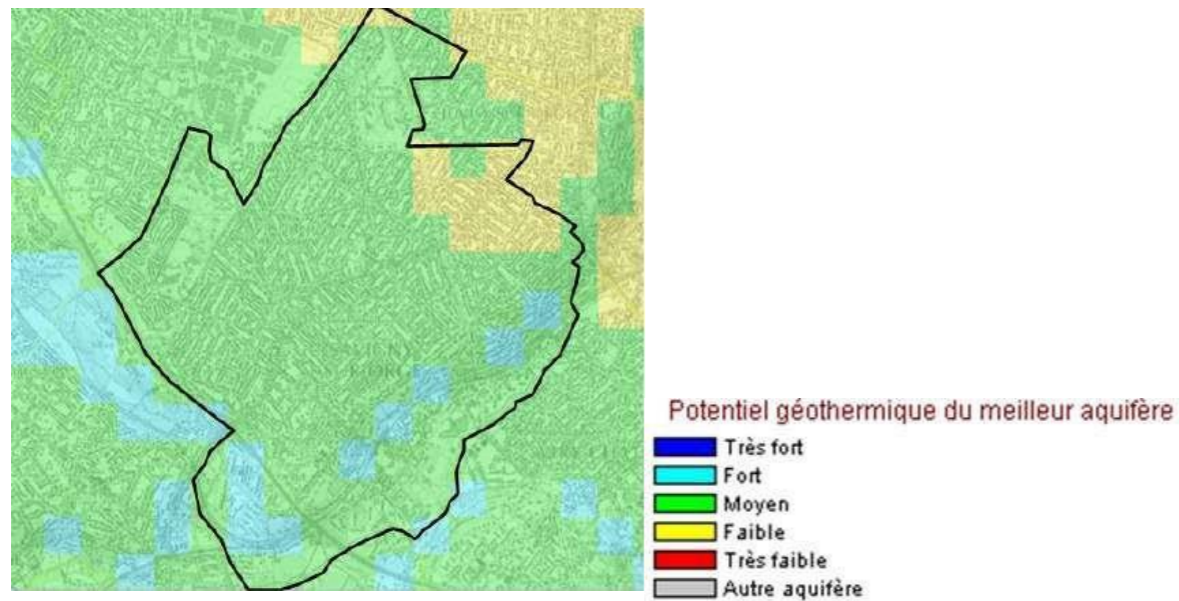 Potentiel géothermique du meilleur aquifère
Très fort
Fort
Moyen
Faible
Très faible
Autre aquifère